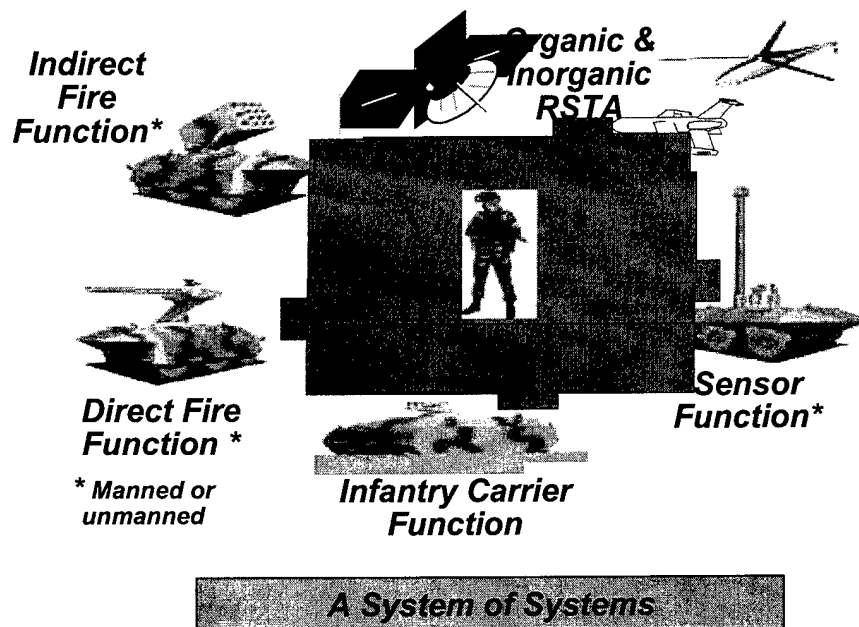 Indirect
Fire
Function*
Organic &
Inorganic
RSTA
Direct Fire
Function *
* Manned or
unmanned
Infantry Carrier
Function
Sensor
Function*
A System of Systems